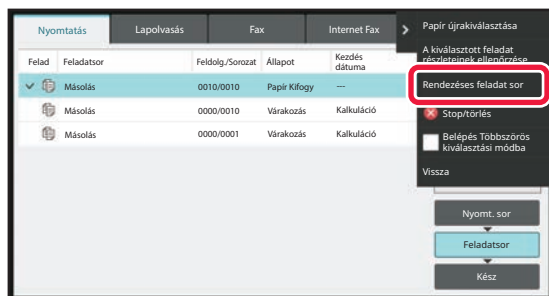 Nyomtatás
Lapolvasás
Fax
Internet Fax
Felad
Feladatsor
Feldolg./Sorozat
Állapot
Kezdés
dátuma
Másolás
0010/0010
Papír Kifogy
---
Másolás
0000/0010
Várakozás
Kalkuláció
Másolás
0000/0001
Várakozás
Kalkuláció
Papír újrakiválasztása
A kiválasztott feladat
részleteinek ellenőrzése
Rendezéses feladat sor
Stop/törlés
Belépés Többszörös
kiválasztási módba
Vissza
Nyomt. sor
Feladatsor
Kész